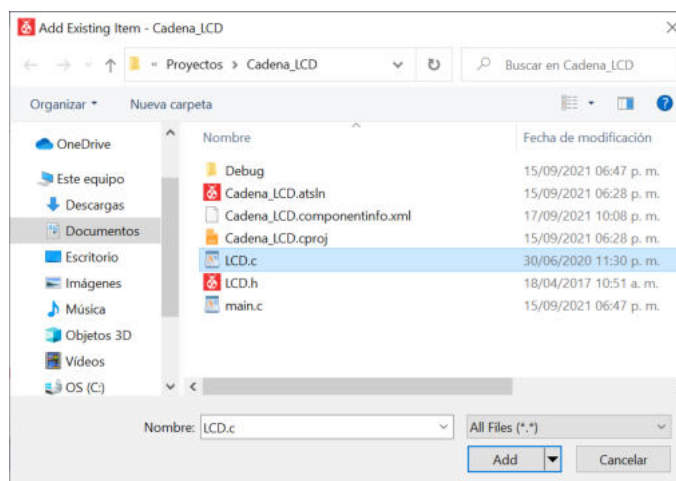 Add Existing Item - Cadena_LCD
« Proyectos > Cadena_LCD
Buscar en Cadena_LCD
Organizar
Nueva carpeta
OneDrive
Este equipo
Descargas
Documentos
Escritorio
Imágenes
Música
Objetos 3D
Vídeos
OS (C:)
Nombre Fecha de modificación
Debug 15/09/2021 06:47 p. m.
Cadena_LCD.atsln 15/09/2021 06:28 p. m.
Cadena_LCD.componentinfo.xml 17/09/2021 10:08 p. m.
Cadena_LCD.cproj 15/09/2021 06:28 p. m.
LCD.c 30/06/2020 11:30 p. m.
LCD.h 18/04/2017 10:51 a. m.
main.c 15/09/2021 06:47 p. m.
Nombre: LCD.c All Files (*.*)
Add Cancelar